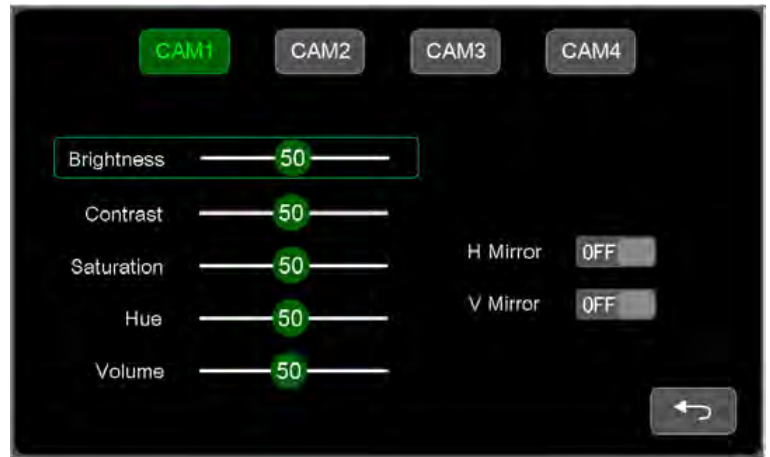 CAM1 CAM2 CAM3 CAM4
Brightness 50
Contrast 50
Saturation 50
H Mirror OFF
Hue 50
V Mirror OFF
Volume 50